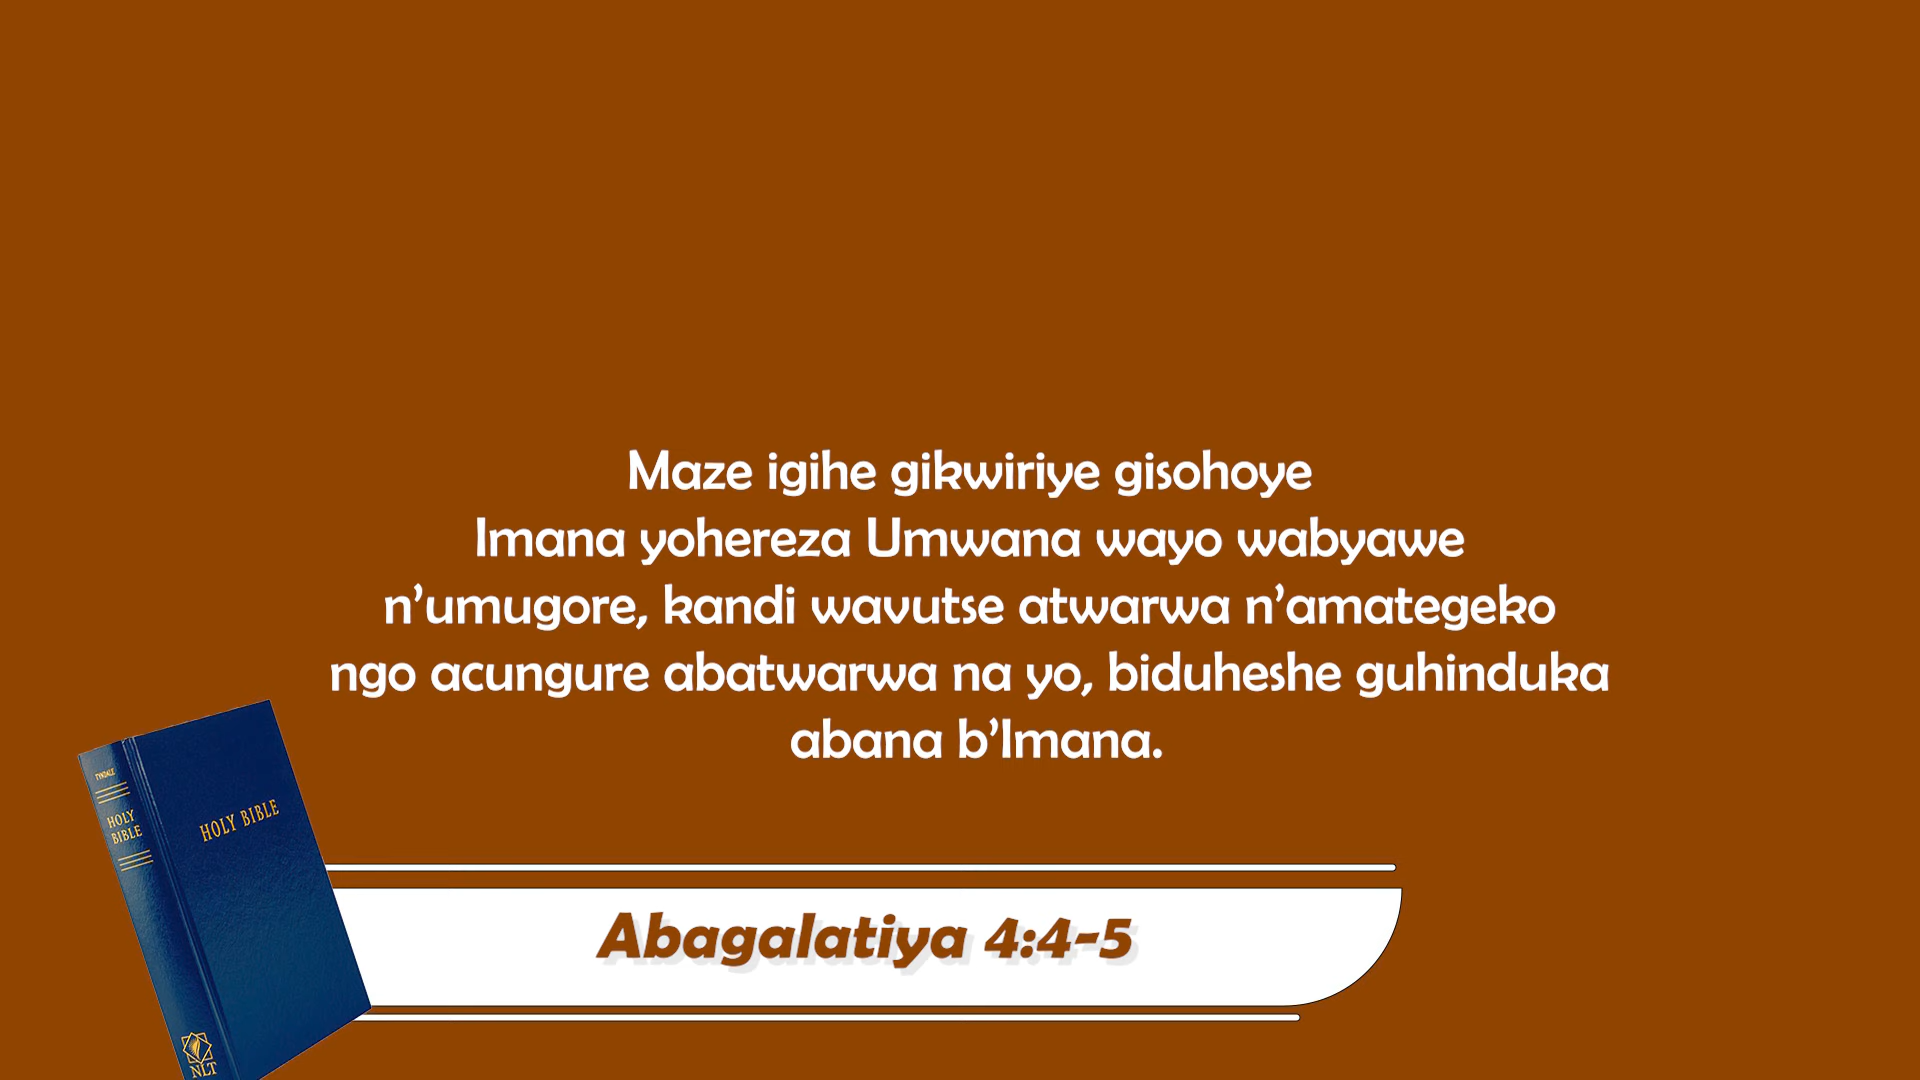 Maze igihe gikwiriye gisohoye
Imana yohereza Umwana wayo wabyawe
n’umugore, kandi wavutse atwarwa n’amategeko
ngo acungure abatwarwa na yo, biduheshe guhinduka
abana b’Imana.
TYNDALE
HOLY
BIBLE
HOLY BIBLE
NLT
Abagalatiya 4:4-5